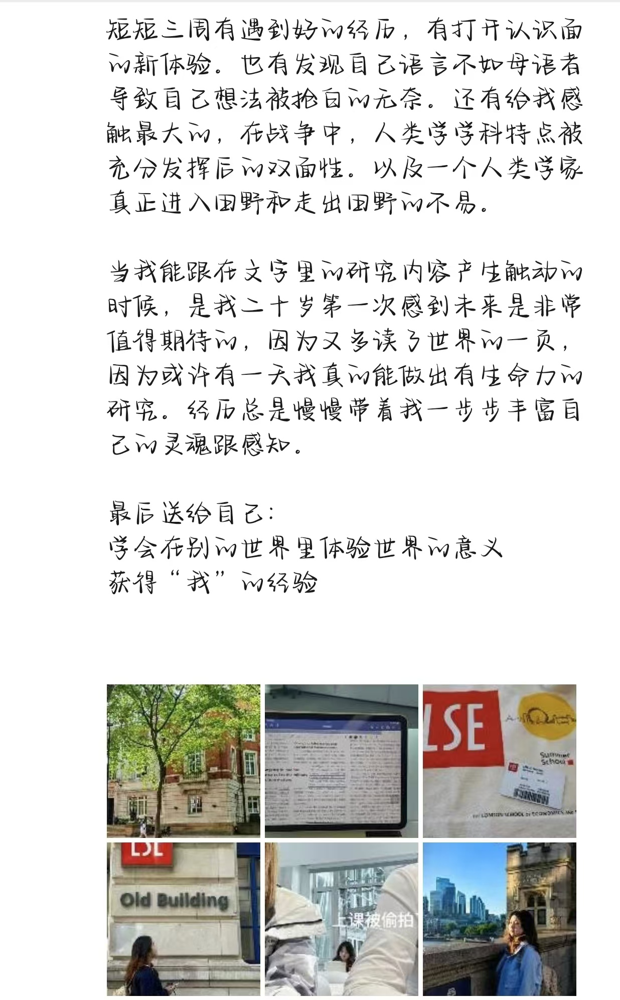 短短三周有遇到好的经历，有打开认识面
的新体验。也有发现自己语言不如母语者
导致自己想法被抢白的无奈。还有给我感
触最大的，在战争中，人类学学科特点被
充分发挥后的双面性。以及一个人类学家
真正进入田野和走出田野的不易。
当我能跟在文字里的研究内容产生触动的
时候，是我二十岁第一次感到未来是非常
值得期待的，因为又多读了世界的一页，
因为或许有一天我真的能做出有生命力的
研究。经历总是慢慢带着我一步步丰富自
己的灵魂跟感知。
最后送给自己：
学会在别的世界里体验世界的意义
获得“我”的经验
LSE
Summer
School
THE LONDON SCHOOL OF ECONOMICS AND
LSE
Old Building
上课被偷拍